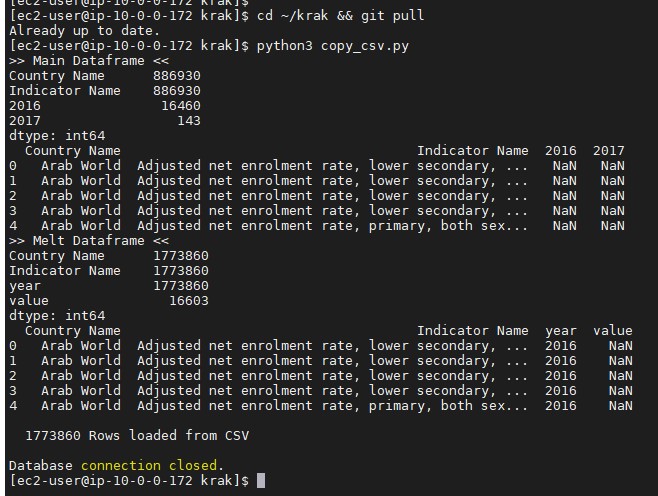 [ec2-user@ip-10-0-0-172 krak]$
[ec2-user@ip-10-0-0-172 krak]$ cd ~/krak && git pull
Already up to date.
[ec2-user@ip-10-0-0-172 krak]$ python3 copy_csv.py
>> Main Dataframe <<
Country Name      886930
Indicator Name    886930
2016               16460
2017                 143
dtype: int64
  Country Name                                     Indicator Name  2016  2017
0   Arab World  Adjusted net enrolment rate, lower secondary, ...   NaN   NaN
1   Arab World  Adjusted net enrolment rate, lower secondary, ...   NaN   NaN
2   Arab World  Adjusted net enrolment rate, lower secondary, ...   NaN   NaN
3   Arab World  Adjusted net enrolment rate, lower secondary, ...   NaN   NaN
4   Arab World  Adjusted net enrolment rate, primary, both sex...   NaN   NaN
>> Melt Dataframe <<
Country Name      1773860
Indicator Name    1773860
year              1773860
value               16603
dtype: int64
  Country Name                                     Indicator Name  year  value
0   Arab World  Adjusted net enrolment rate, lower secondary, ...  2016    NaN
1   Arab World  Adjusted net enrolment rate, lower secondary, ...  2016    NaN
2   Arab World  Adjusted net enrolment rate, lower secondary, ...  2016    NaN
3   Arab World  Adjusted net enrolment rate, lower secondary, ...  2016    NaN
4   Arab World  Adjusted net enrolment rate, primary, both sex...  2016    NaN
  1773860 Rows loaded from CSV
Database connection closed.
[ec2-user@ip-10-0-0-172 krak]$